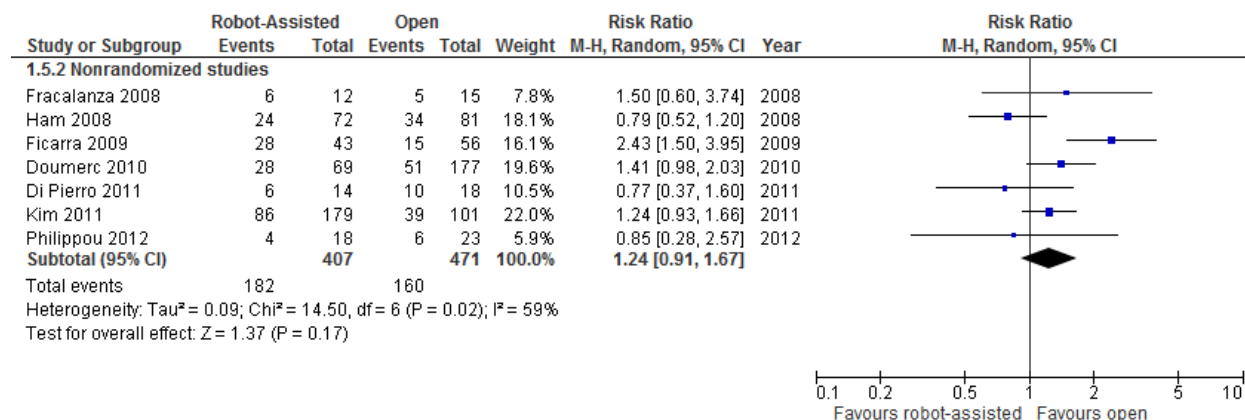 Robot-Assisted Open Risk Ratio Risk Ratio
Study or Subgroup Events Total Events Total Weight M-H, Random, 95% CI Year M-H, Random, 95% CI
1.5.2 Nonrandomized studies
Fracalanza 2008 6 12 5 15 7.8% 1.50 [0.60, 3.74] 2008
Ham 2008 24 72 34 81 18.1% 0.79 [0.52, 1.20] 2008
Ficarra 2009 28 43 15 56 16.1% 2.43 [1.50, 3.95] 2009
Doumerc 2010 28 69 51 177 19.6% 1.41 [0.98, 2.03] 2010
Di Pierro 2011 6 14 10 18 10.5% 0.77 [0.37, 1.60] 2011
Kim 2011 86 179 39 101 22.0% 1.24 [0.93, 1.66] 2011
Philippou 2012 4 18 6 23 5.9% 0.85 [0.28, 2.57] 2012
Subtotal (95% CI) 407 471 100.0% 1.24 [0.91, 1.67]
Total events 182 160
Heterogeneity: Tau² = 0.09; Chi² = 14.50, df = 6 (P = 0.02); I² = 59%
Test for overall effect: Z = 1.37 (P = 0.17)
0.1 0.2 0.5 1 2 5 10
Favours robot-assisted Favours open